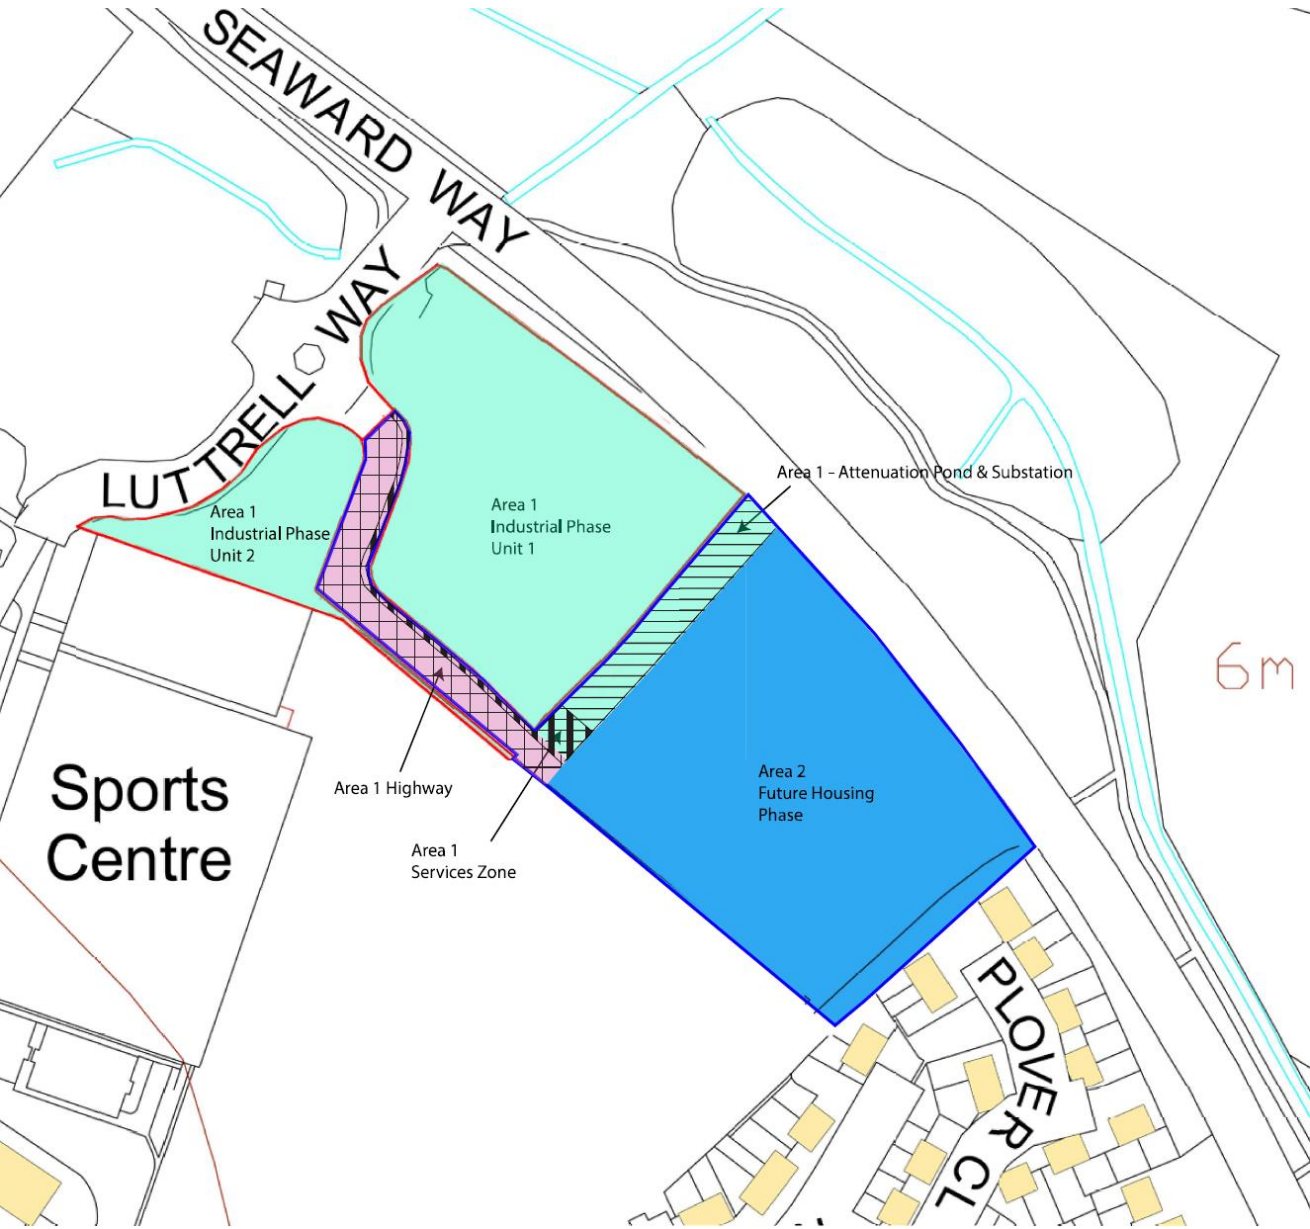 SEAWARD WAY
LUTTRELL WAY
Area 1 – Attenuation Pond & Substation
Area 1
Industrial Phase
Unit 1
Area 1
Industrial Phase
Unit 2
6m
Sports
Centre
Area 1 Highway
Area 2
Future Housing
Phase
Area 1
Services Zone
PLOVER CL